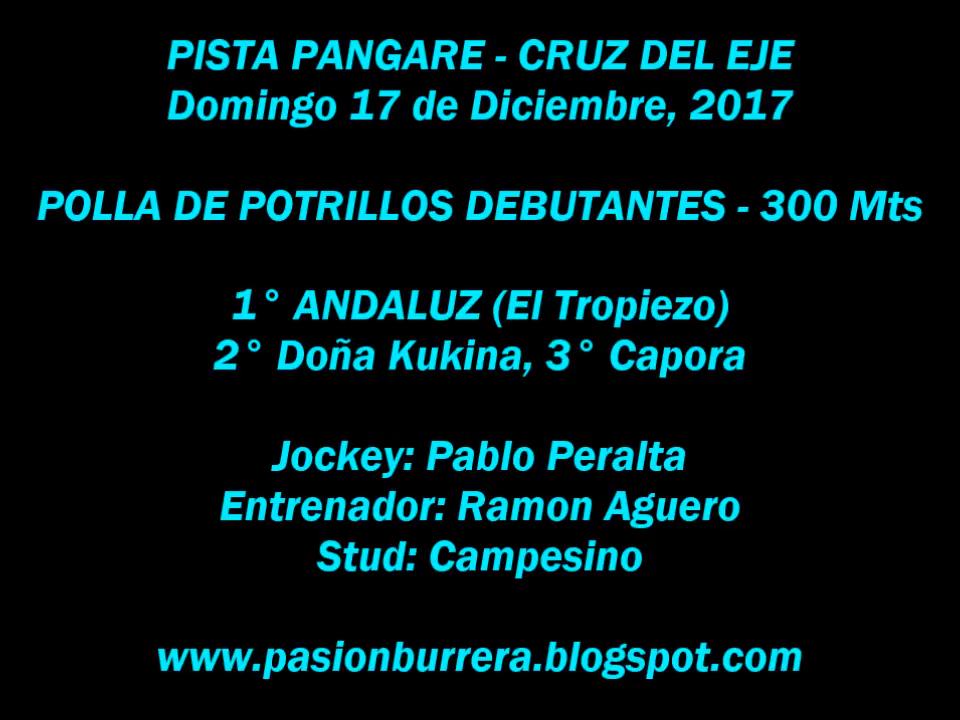 PISTA PANGARE - CRUZ DEL EJE
Domingo 17 de Diciembre, 2017
POLLA DE POTRILLOS DEBUTANTES - 300 Mts
1° ANDALUZ (El Tropiezo)
2° Doña Kukina, 3° Capora
Jockey: Pablo Peralta
Entrenador: Ramon Aguero
Stud: Campesino
www.pasionburrera.blogspot.com